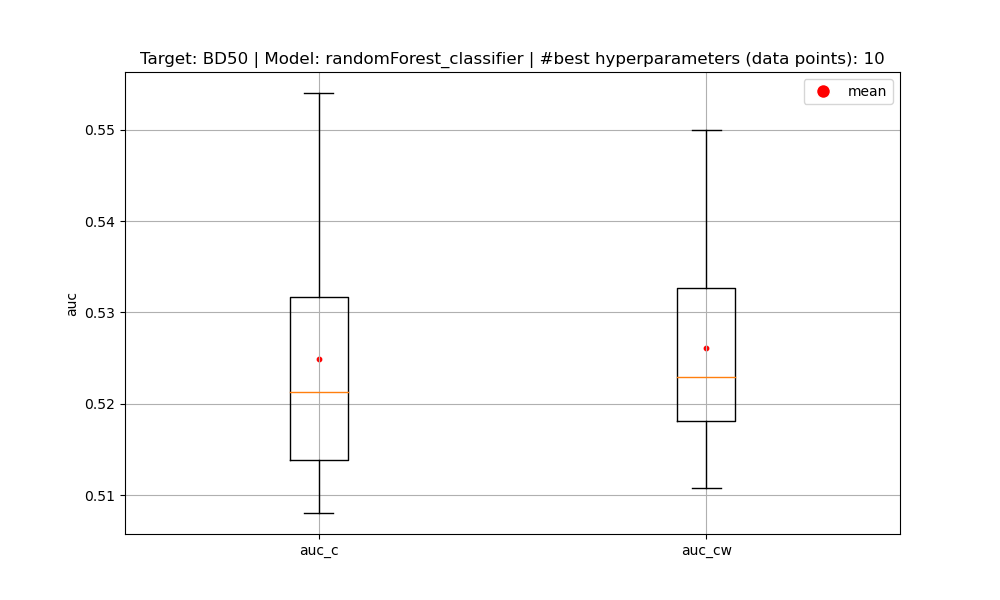 Target: BD50 | Model: randomForest_classifier | #best hyperparameters (data points): 10
mean
0.55
0.54
0.53
0.52
0.51
auc
auc_c
auc_cw